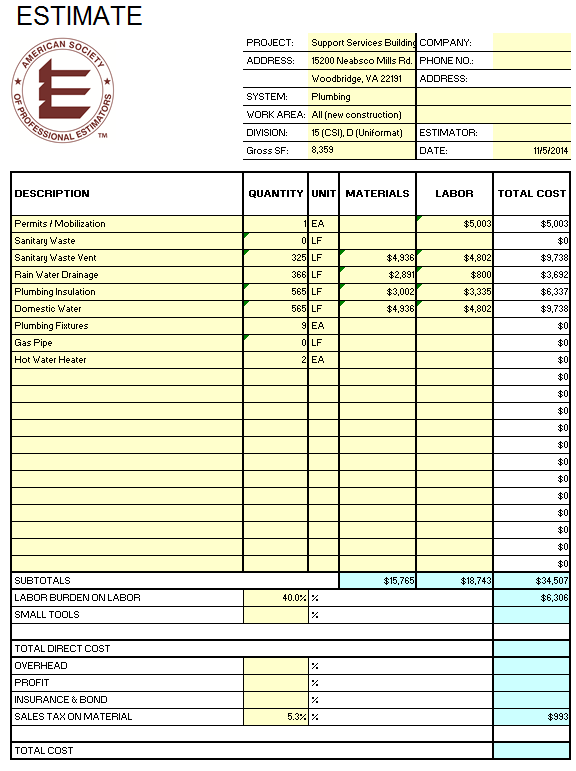 ESTIMATE
AMERICAN SOCIETY
OF PROFESSIONAL ESTIMATORS
E
TM
PROJECT: Support Services Building COMPANY:
ADDRESS: 15200 Neabsco Mills Rd. PHONE NO.:
Woodbridge, VA 22191 ADDRESS:
SYSTEM: Plumbing
WORK AREA: All (new construction)
DIVISION: 15 (CSI), D (Uniformat) ESTIMATOR:
Gross SF: 8,359 DATE: 11/5/2014
DESCRIPTION QUANTITY UNIT MATERIALS LABOR TOTAL COST
Permits / Mobilization 1 EA $5,003 $5,003
Sanitary Waste 0 LF $0
Sanitary Waste Vent 325 LF $4,936 $4,802 $9,738
Rain Water Drainage 366 LF $2,891 $800 $3,692
Plumbing Insulation 565 LF $3,002 $3,335 $6,337
Domestic Water 565 LF $4,936 $4,802 $9,738
Plumbing Fixtures 9 EA $0
Gas Pipe 0 LF $0
Hot Water Heater 2 EA $0
$0
$0
$0
$0
$0
$0
$0
$0
$0
$0
$0
$0
SUBTOTALS $15,765 $18,743 $34,507
LABOR BURDEN ON LABOR 40.0% % $6,306
SMALL TOOLS %
TOTAL DIRECT COST
OVERHEAD %
PROFIT %
INSURANCE & BOND %
SALES TAX ON MATERIAL 5.3% % $993
TOTAL COST